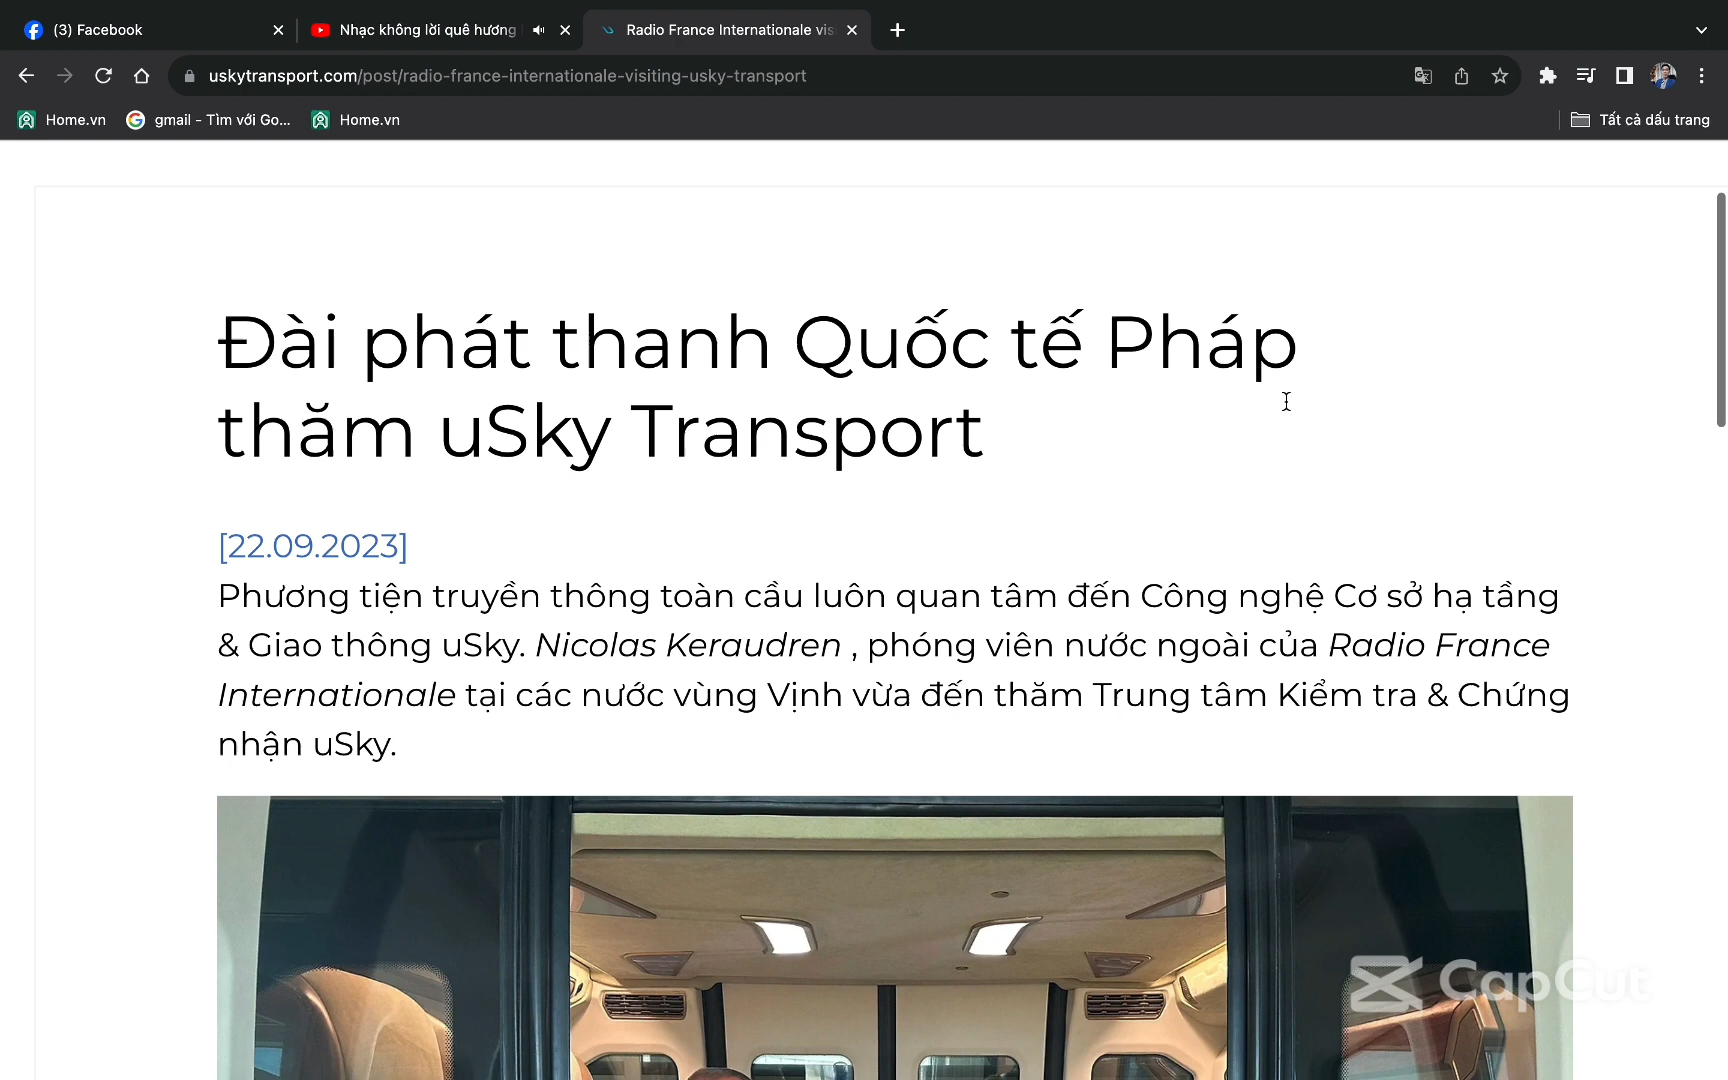 (3) Facebook
Nhạc không lời quê hương
Radio France Internationale vis
uskytransport.com/post/radio-france-internationale-visiting-usky-transport
Home.vn
gmail - Tìm với Go...
Home.vn
Tất cả dấu trang
Đài phát thanh Quốc tế Pháp
thăm uSky Transport
[22.09.2023]
Phương tiện truyền thông toàn cầu luôn quan tâm đến Công nghệ Cơ sở hạ tầng
& Giao thông uSky. Nicolas Keraudren , phóng viên nước ngoài của Radio France
Internationale tại các nước vùng Vịnh vừa đến thăm Trung tâm Kiểm tra & Chứng
nhận uSky.
CapCut